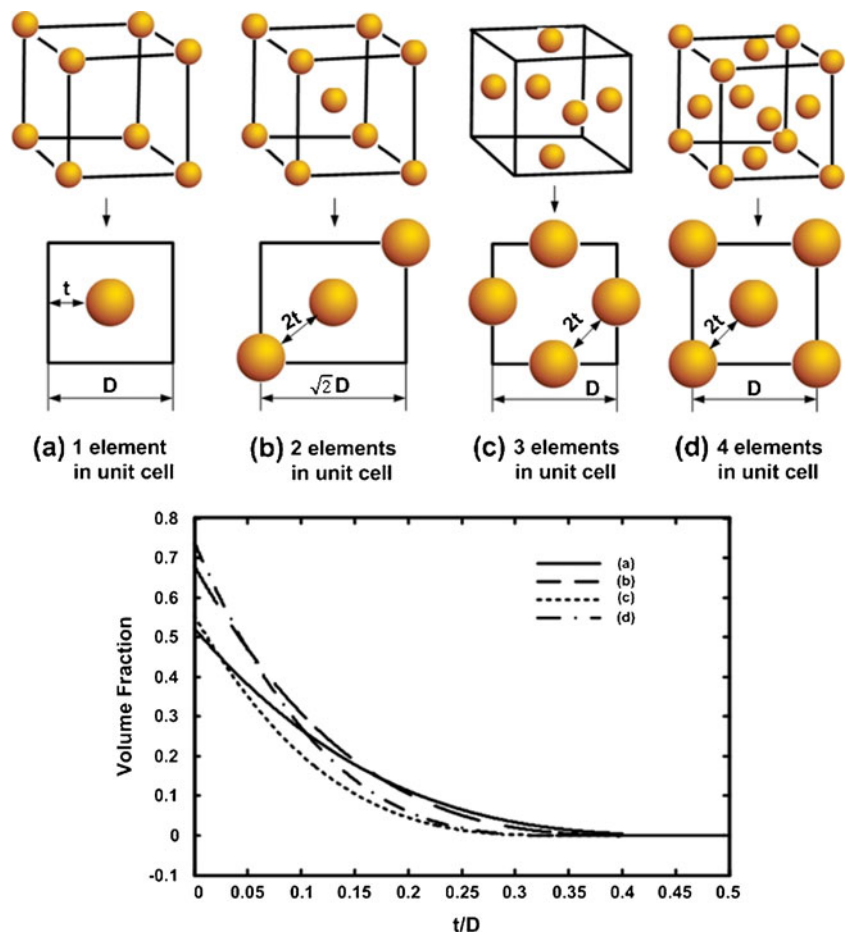 t
2t
2t
2t
D
√2 D
D
D
(a) 1 element
in unit cell
(b) 2 elements
in unit cell
(c) 3 elements
in unit cell
(d) 4 elements
in unit cell
0.8
0.7
0.6
0.5
0.4
0.3
0.2
0.1
0
-0.1
Volume Fraction
(a)
(b)
(c)
(d)
0 0.05 0.1 0.15 0.2 0.25 0.3 0.35 0.4 0.45 0.5
t/D